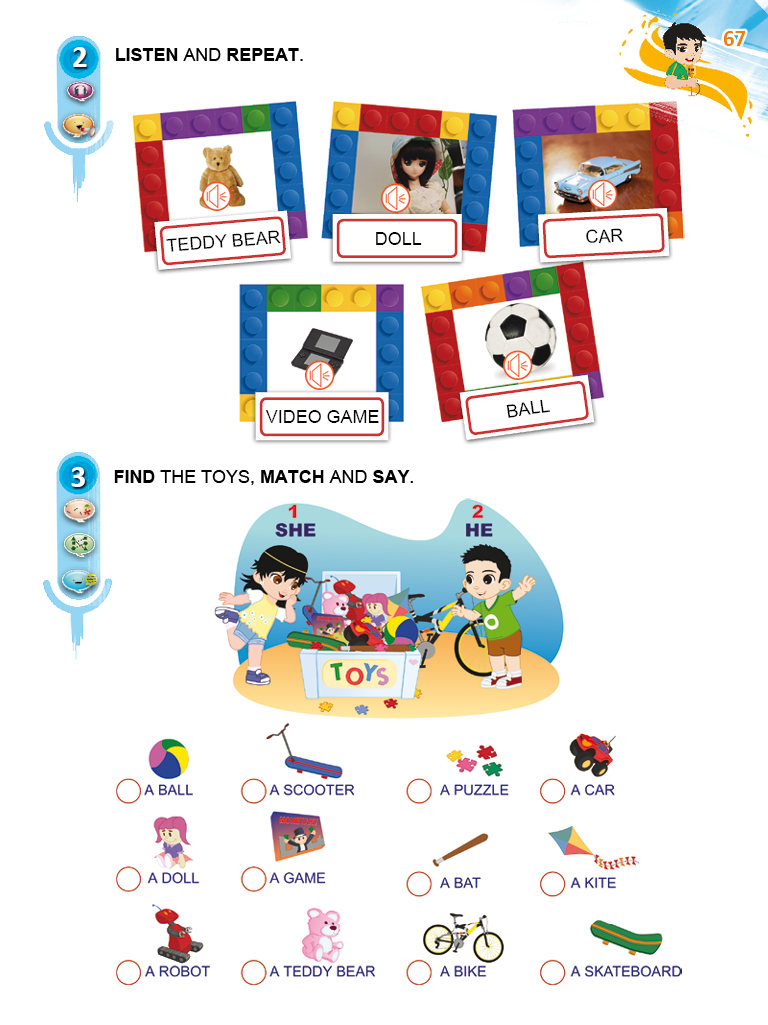 67
2
LISTEN AND REPEAT.
TEDDY BEAR
DOLL
CAR
VIDEO GAME
BALL
3
FIND THE TOYS, MATCH AND SAY.
1
SHE
2
HE
TOYS
A BALL
A SCOOTER
A PUZZLE
A CAR
A DOLL
A GAME
A BAT
A KITE
A ROBOT
A TEDDY BEAR
A BIKE
A SKATEBOARD